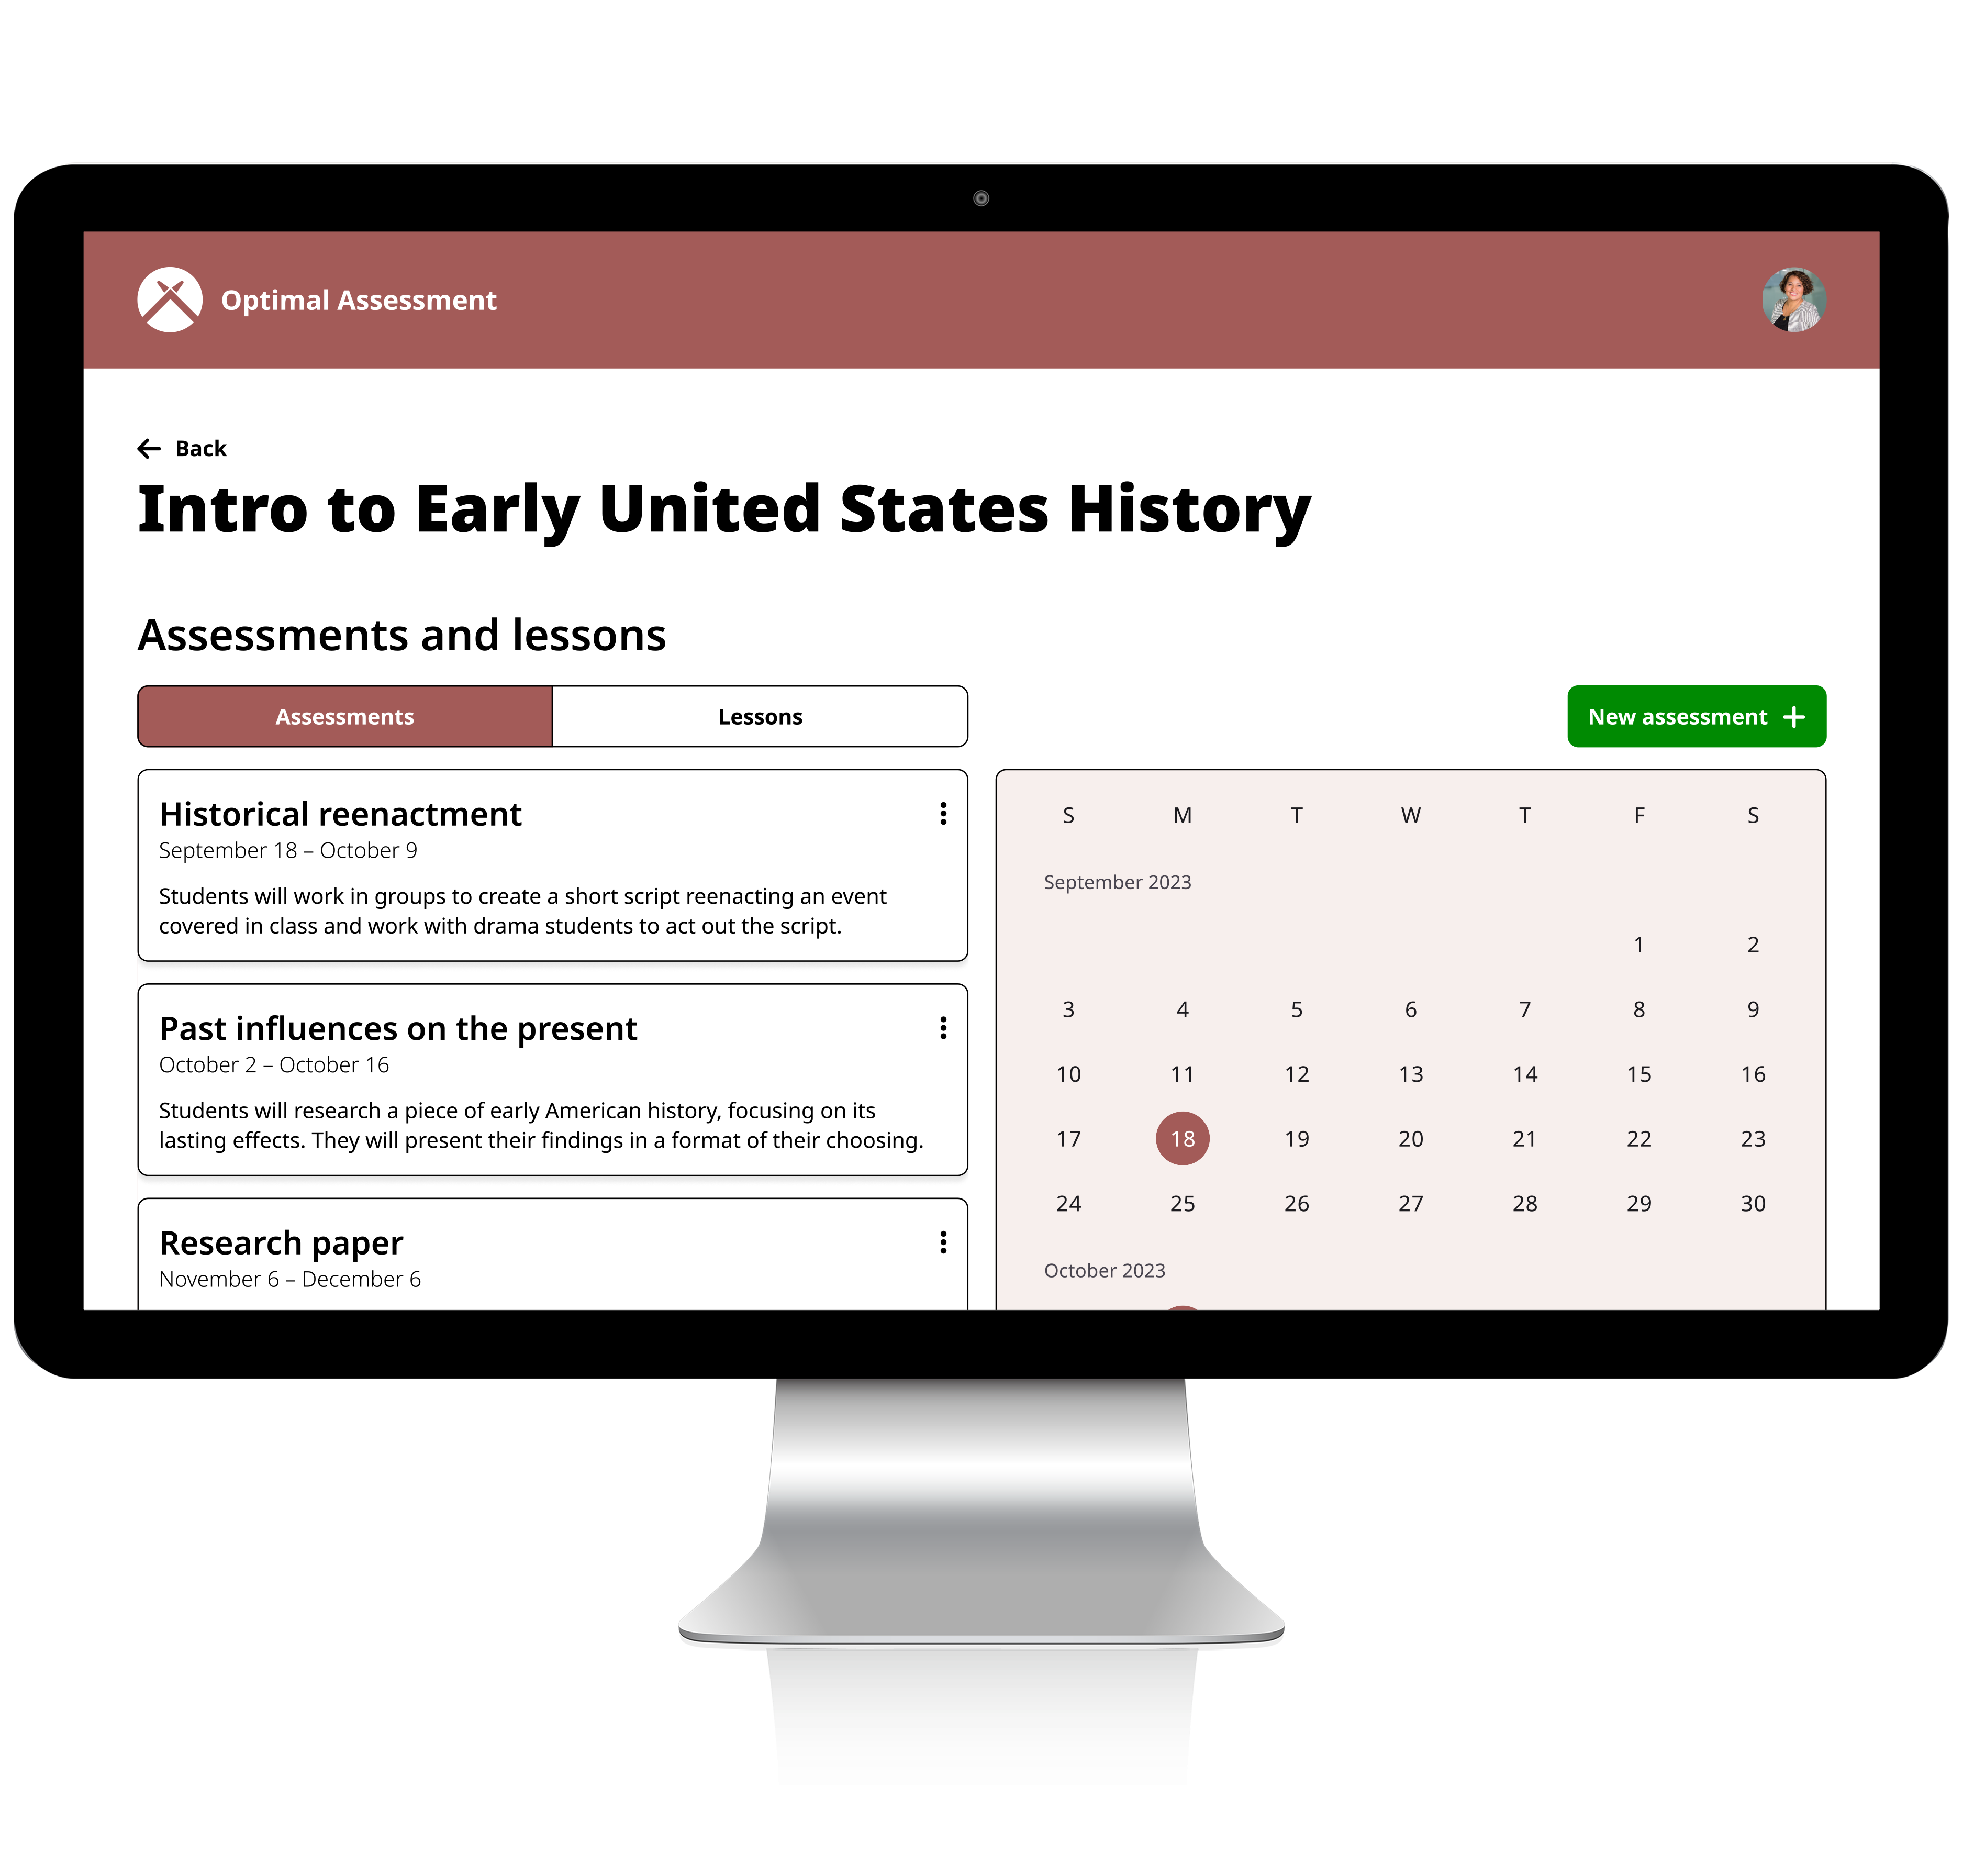 Optimal Assessment
Back
Intro to Early United States History
Assessments and lessons
Assessments
Lessons
New assessment
Historical reenactment
September 18 – October 9
Students will work in groups to create a short script reenacting an event
covered in class and work with drama students to act out the script.
Past influences on the present
October 2 – October 16
Students will research a piece of early American history, focusing on its
lasting effects. They will present their findings in a format of their choosing.
Research paper
November 6 – December 6
S M T W T F S
September 2023
1 2
3 4 5 6 7 8 9
10 11 12 13 14 15 16
17 18 19 20 21 22 23
24 25 26 27 28 29 30
October 2023